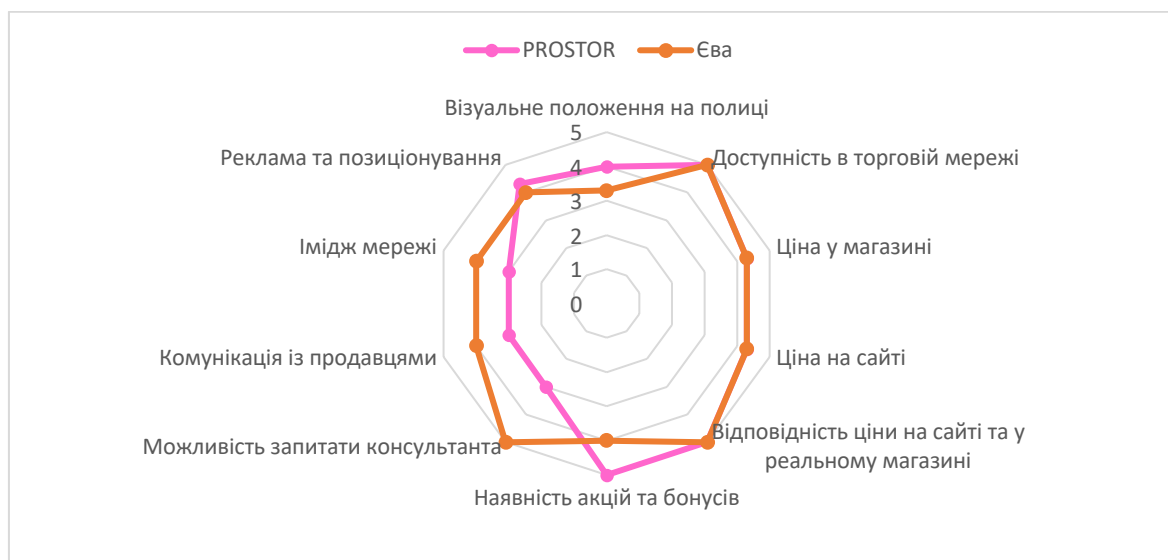 PROSTOR Єва
Візуальне положення на полиці
Реклама та позиціонування
Доступність в торговій мережі
Імідж мережі
Ціна у магазині
Комунікація із продавцями
Ціна на сайті
Можливість запитати консультанта
Відповідність ціни на сайті та у
реальному магазині
Наявність акцій та бонусів
5
4
3
2
1
0